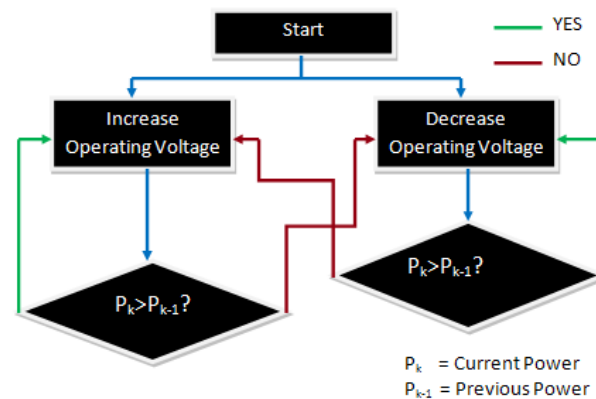 Start
YES
NO
Increase
Operating Voltage
Decrease
Operating Voltage
Pk>Pk-1?
Pk>Pk-1?
Pk = Current Power
Pk-1 = Previous Power